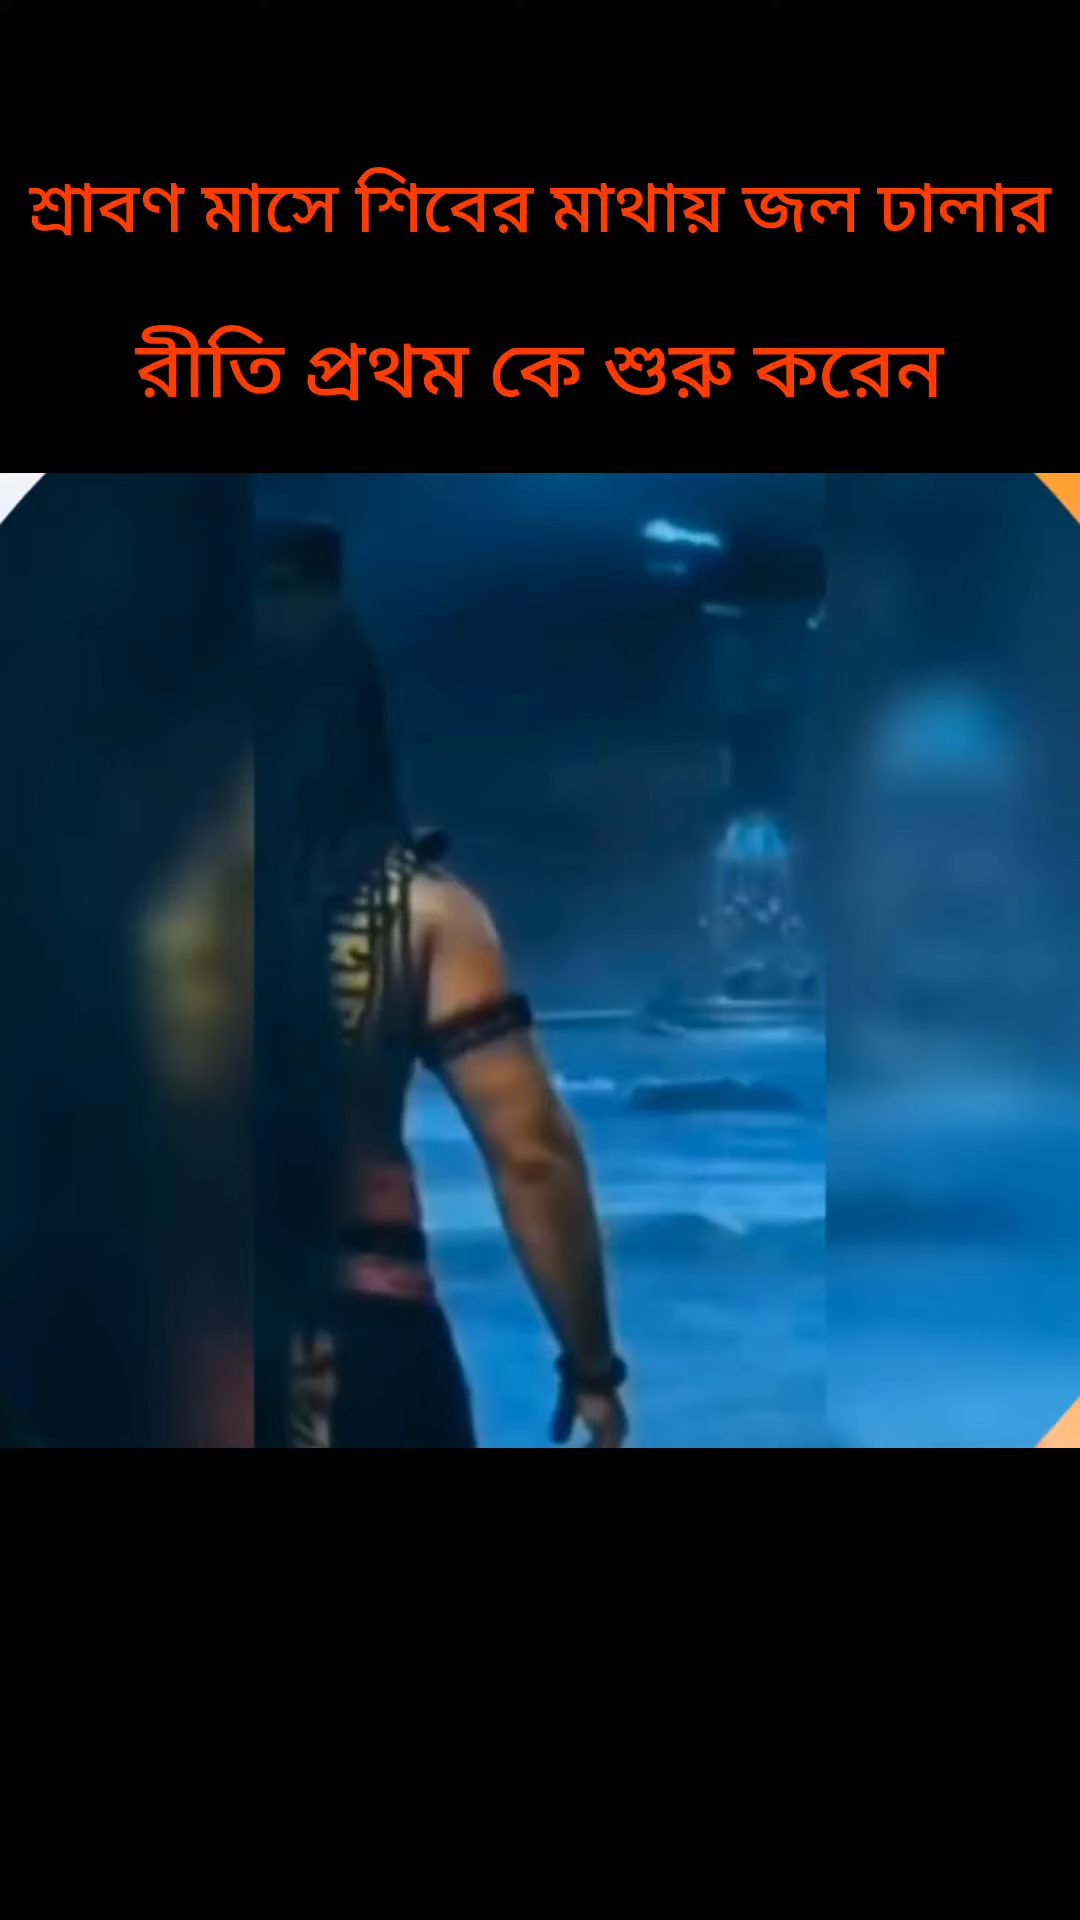 শ্রাবণ মাসে শিবের মাথায় জল ঢালার
রীতি প্রথম কে শুরু করেন